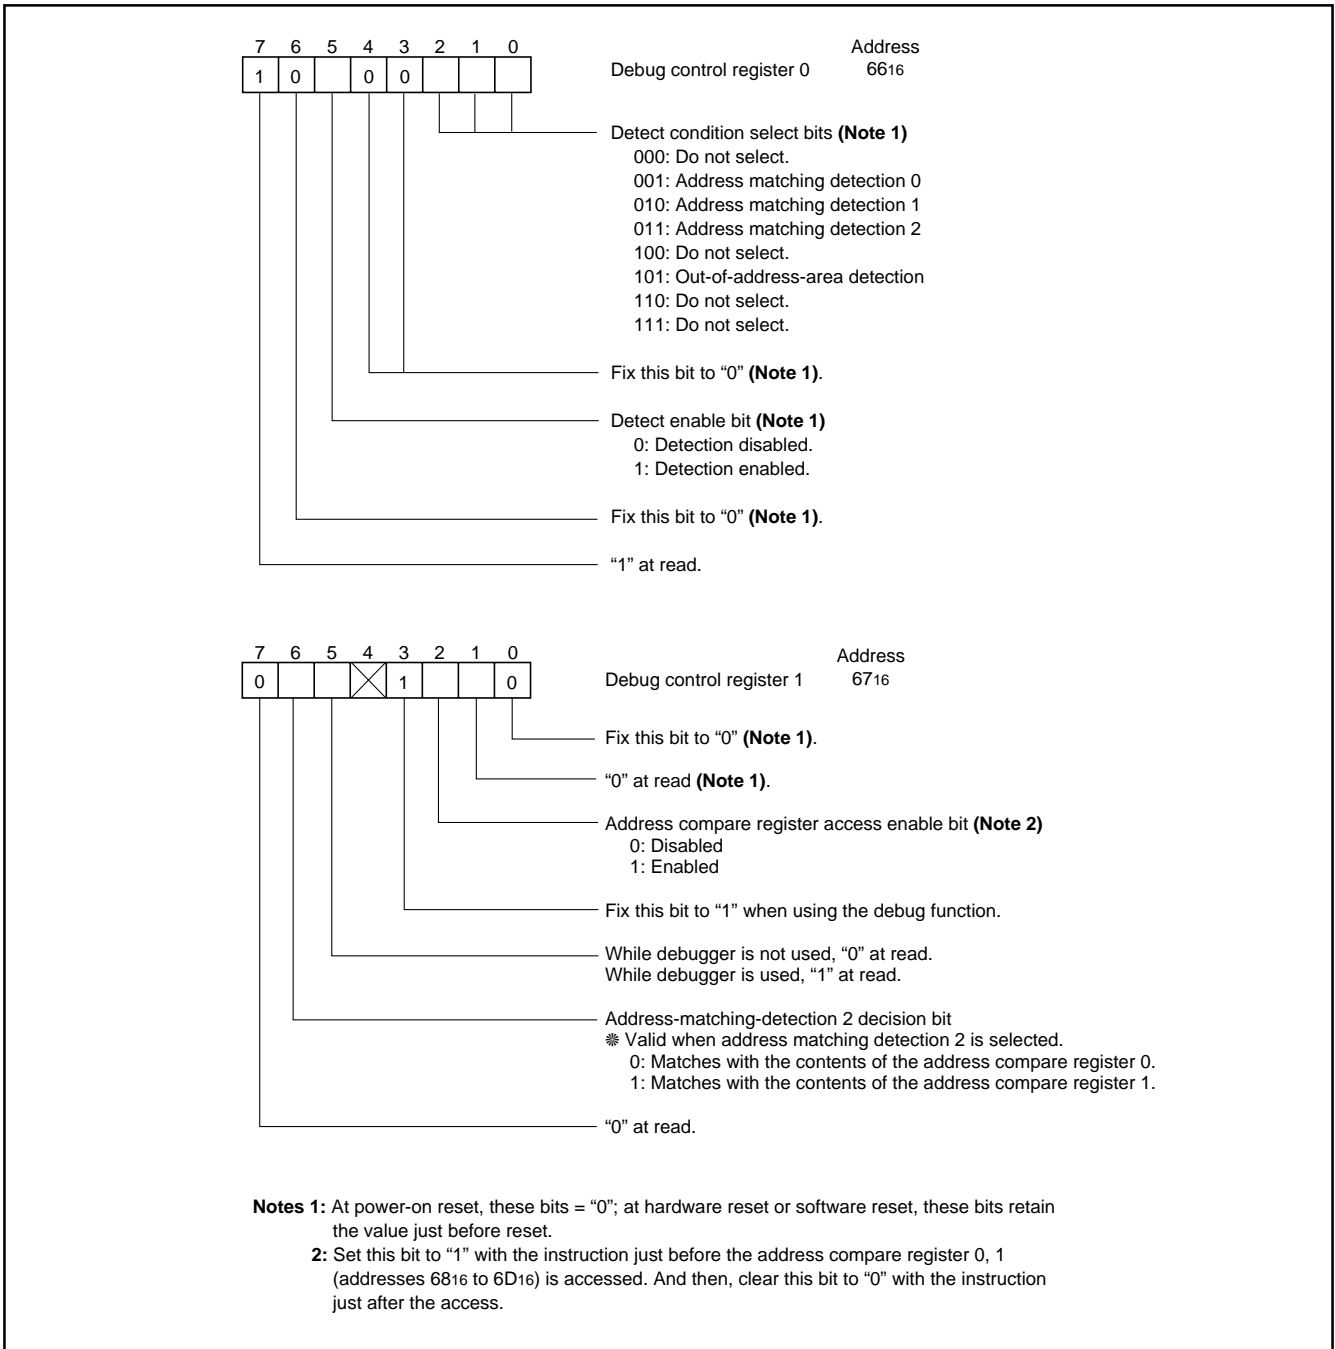 7 6 5 4 3 2 1 0
Address
1 0 0 0
Debug control register 0
6616
Detect condition select bits (Note 1)
000: Do not select.
001: Address matching detection 0
010: Address matching detection 1
011: Address matching detection 2
100: Do not select.
101: Out-of-address-area detection
110: Do not select.
111: Do not select.
Fix this bit to “0” (Note 1).
Detect enable bit (Note 1)
0: Detection disabled.
1: Detection enabled.
Fix this bit to “0” (Note 1).
“1” at read.
7 6 5 4 3 2 1 0
Address
0 1 0
Debug control register 1
6716
Fix this bit to “0” (Note 1).
“0” at read (Note 1).
Address compare register access enable bit (Note 2)
0: Disabled
1: Enabled
Fix this bit to “1” when using the debug function.
While debugger is not used, “0” at read.
While debugger is used, “1” at read.
Address-matching-detection 2 decision bit
❋ Valid when address matching detection 2 is selected.
0: Matches with the contents of the address compare register 0.
1: Matches with the contents of the address compare register 1.
“0” at read.
Notes 1: At power-on reset, these bits = “0”; at hardware reset or software reset, these bits retain
the value just before reset.
2: Set this bit to “1” with the instruction just before the address compare register 0, 1
(addresses 6816 to 6D16) is accessed. And then, clear this bit to “0” with the instruction
just after the access.